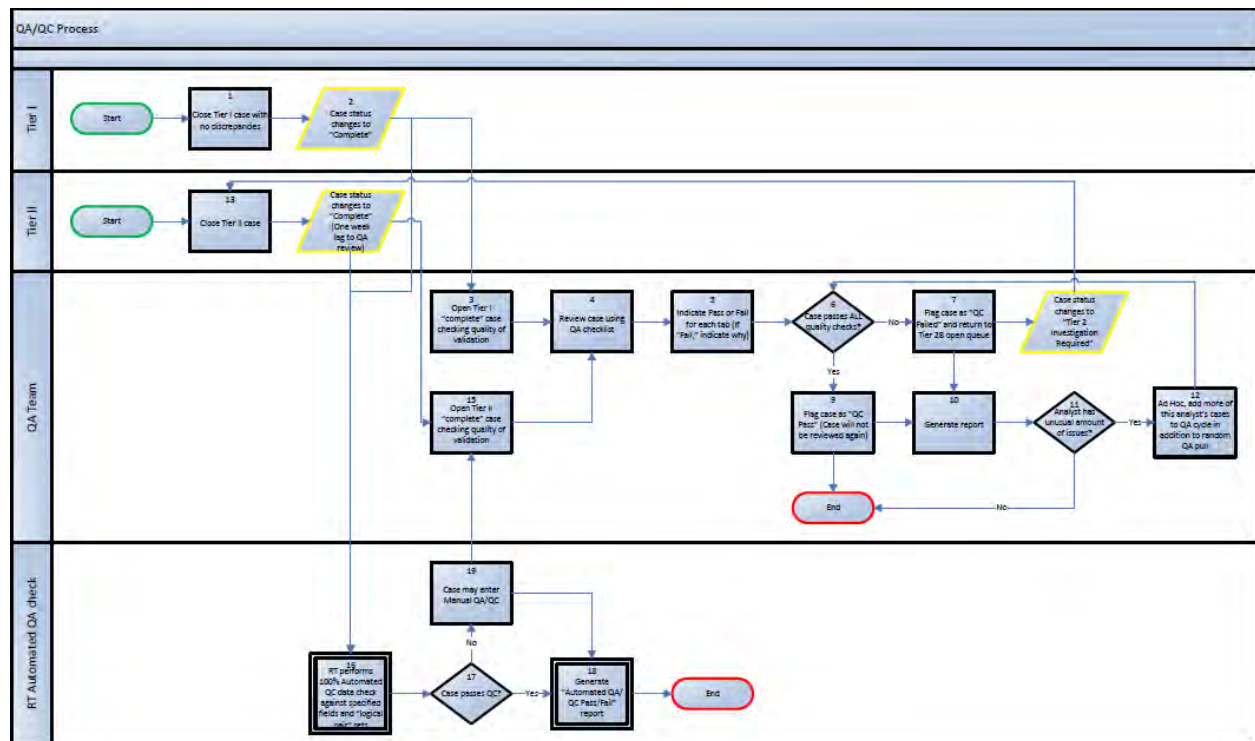 QA/QC Process
Tier I
Start
1
Close Tier I case with
no discrepancies
2
Case status
changes to
"Complete"
Tier II
Start
13
Close Tier II case
Case status
changes to
"Complete"
(One week
lag to QA
review)
QA Team
3
Open Tier I
"complete" case
checking quality of
validation
4
Review case using
QA checklist
5
Indicate Pass or Fail
for each tab (if
"Fail," indicate why)
6
Case passes ALL
quality checks?
No
7
Flag case as "QC
Failed" and return to
Tier 2B open queue
Case status
changes to
"Tier 2
Investigation
Required"
Yes
15
Open Tier II
"complete" case
checking quality of
validation
9
Flag case as "QC
Pass" (Case will not
be reviewed again)
10
Generate report
11
Analyst has
unusual amount
of issues?
Yes
12
Ad Hoc, add more of
this analyst's cases
to QA cycle in
addition to random
QA pull
End
No
RT Automated QA check
19
Case may enter
Manual QA/QC
No
16
RT performs
100% Automated
QC data check
against specified
fields and "logical
pair" sets
17
Case passes QC?
Yes
18
Generate
"Automated QA/
QC Pass/Fail"
report
End